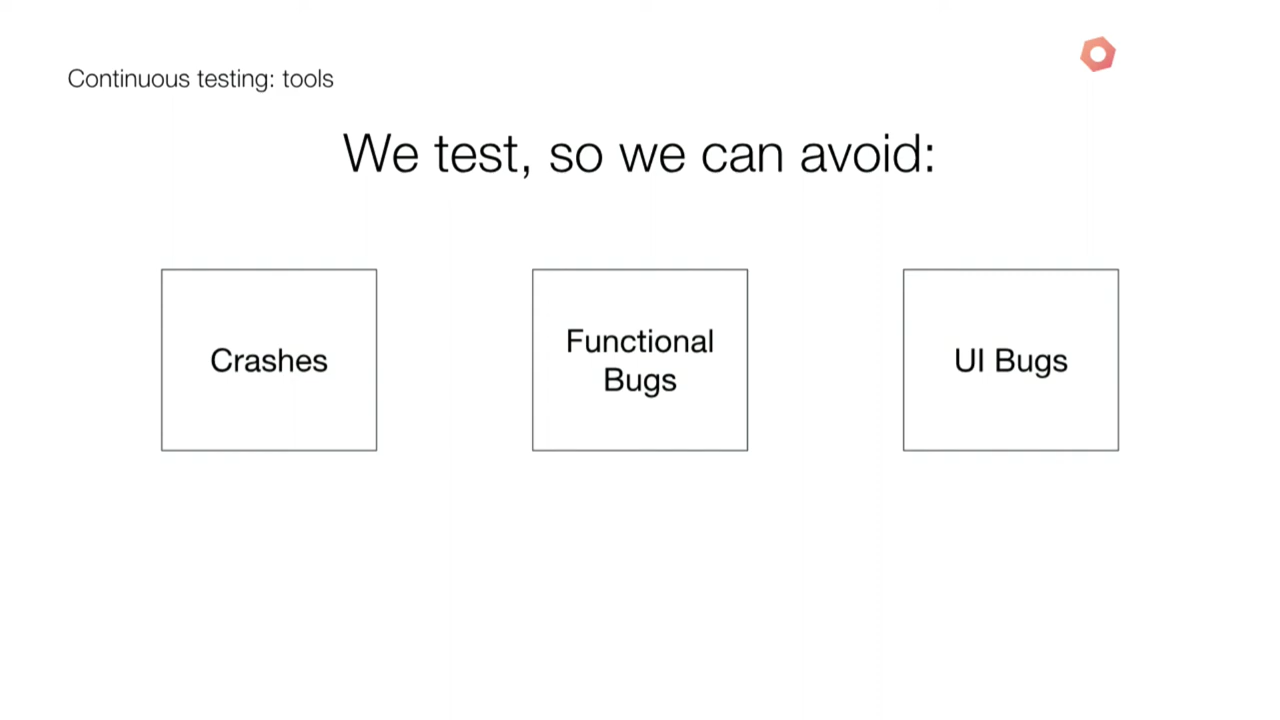 Continuous testing: tools
We test, so we can avoid:
Crashes
Functional
Bugs
UI Bugs